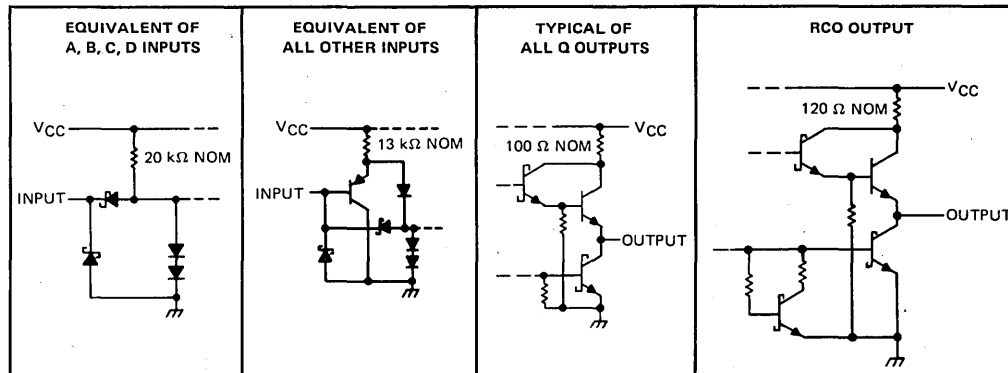 EQUIVALENT OF
A, B, C, D INPUTS
VCC
20 kΩ NOM
INPUT
EQUIVALENT OF
ALL OTHER INPUTS
VCC
13 kΩ NOM
INPUT
TYPICAL OF
ALL Q OUTPUTS
VCC
100 Ω NOM
OUTPUT
RCO OUTPUT
VCC
120 Ω NOM
OUTPUT